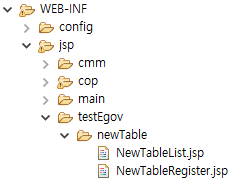 WEB-INF
config
jsp
cmm
cop
main
testEgov
newTable
NewTableList.jsp
NewTableRegister.jsp